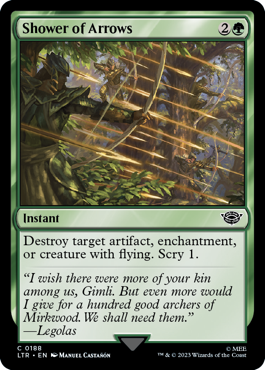 Shower of Arrows 2
Instant
Destroy target artifact, enchantment,
or creature with flying. Scry 1.
“I wish there were more of your kin
among us, Gimli. But even more would
I give for a hundred good archers of
Mirkwood. We shall need them.”
—Legolas
C 0188
LTR • EN Manuel Castañón
© MEE
™ & © 2023 Wizards of the Coast